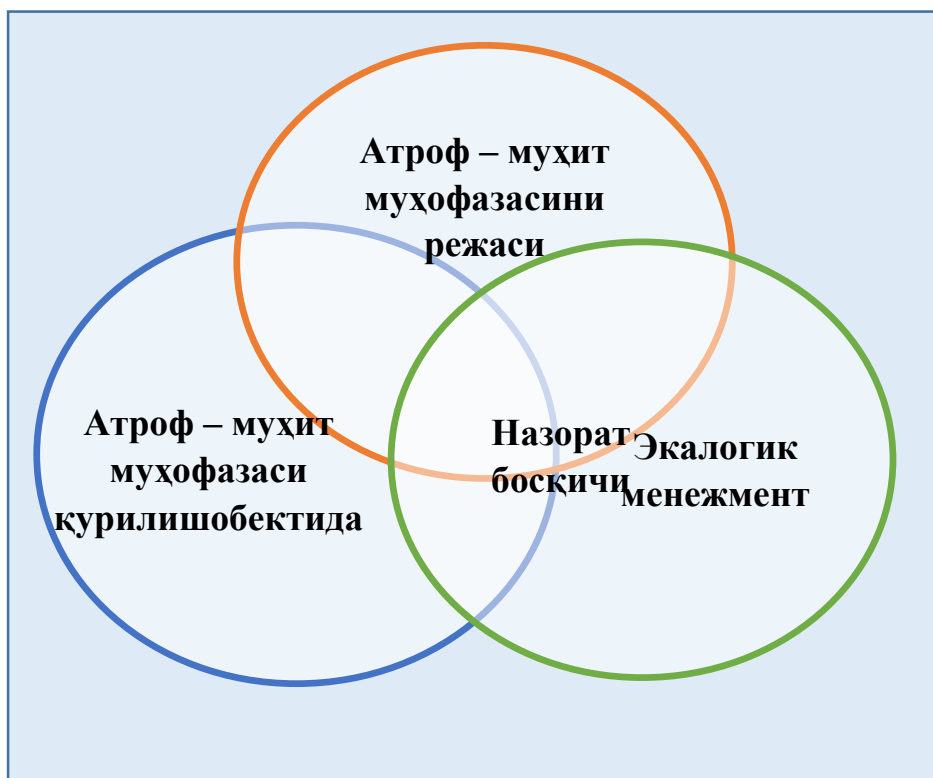 Атроф – муҳит
муҳофазасини
режаси
Атроф – муҳит
муҳофазаси
қурилишобектида
Назорат
босқичи
Экалогик
менежмент